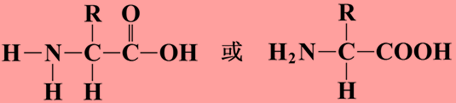 R O R
H—N—C—C—OH 或 H₂N—C—COOH
H H H